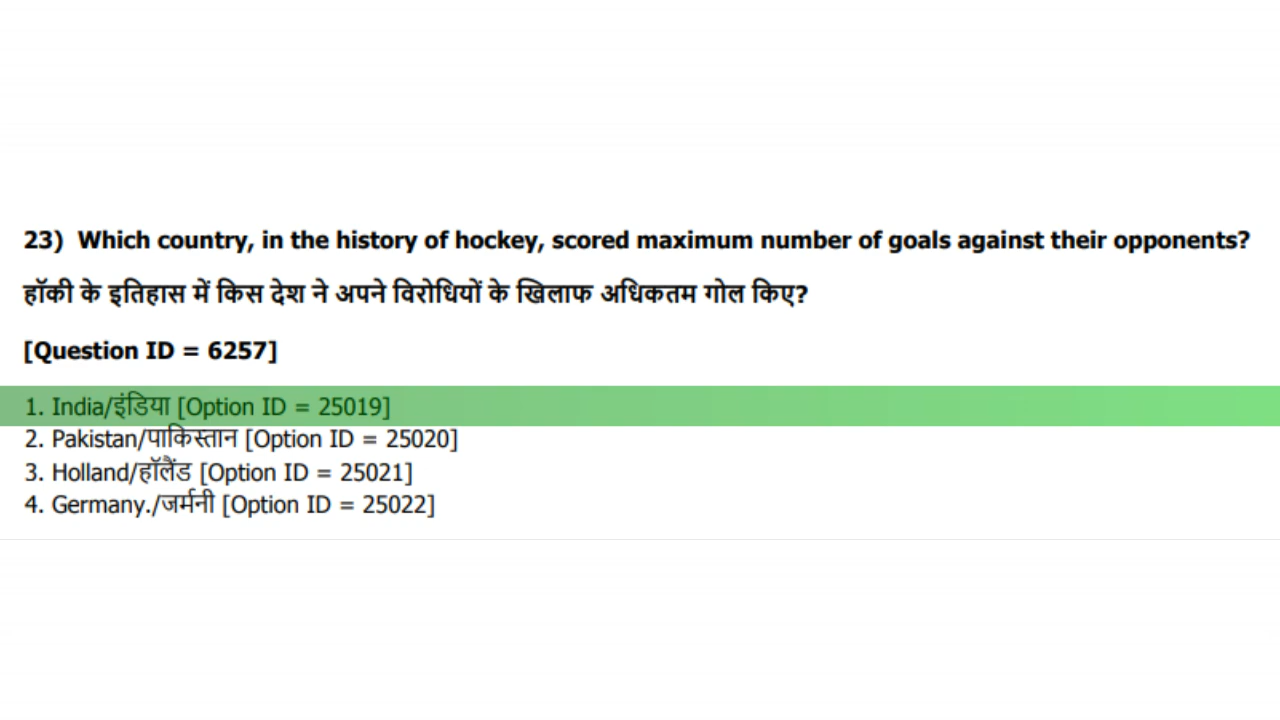 23) Which country, in the history of hockey, scored maximum number of goals against their opponents?
हॉकी के इतिहास में किस देश ने अपने विरोधियों के खिलाफ अधिकतम गोल किए?
[Question ID = 6257]
1. India/इंडिया [Option ID = 25019]
2. Pakistan/पाकिस्तान [Option ID = 25020]
3. Holland/हॉलैंड [Option ID = 25021]
4. Germany./जर्मनी [Option ID = 25022]